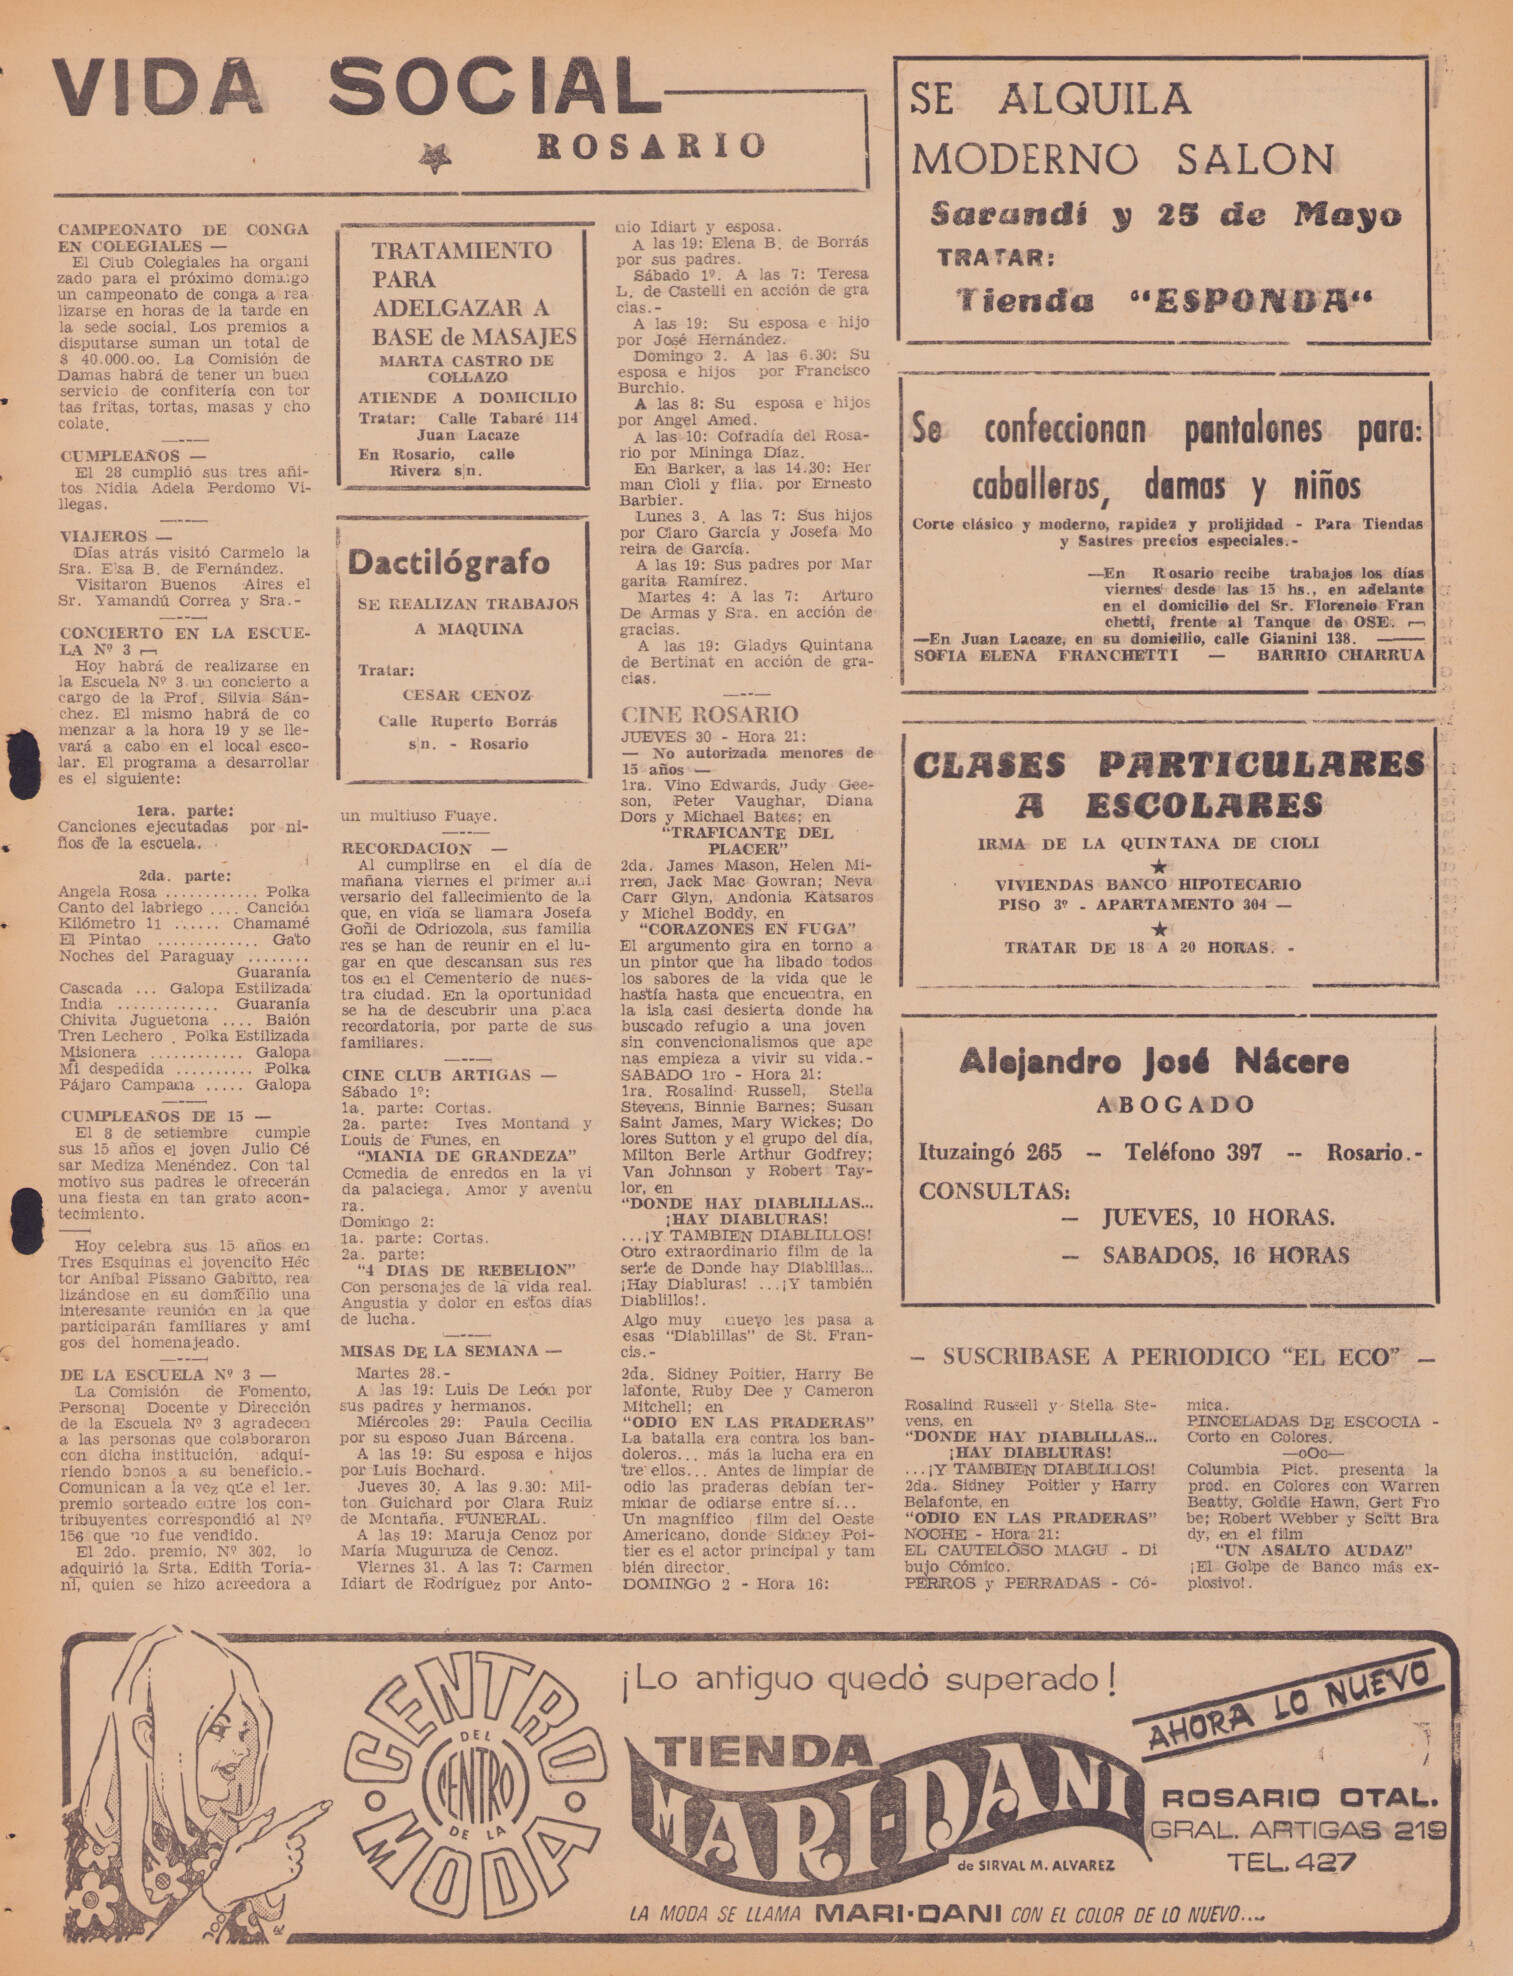 VIDA SOCIAL
ROSARIO
CAMPEONATO DE CONGA
EN COLEGIALES —
El Club Colegiales ha organi
zado para el próximo domingo
un campeonato de conga a rea
lizarse en horas de la tarde en
la sede social. Los premios a
disputarse suman un total de
$ 40.000.oo. La Comisión de
Damas habrá de tener un buen
servicio de confitería con tor
tas fritas, tortas, masas y cho
colate.
CUMPLEAÑOS —
El 28 cumplió sus tres añi-
tos Nidia Adela Perdomo Vi-
llegas.
VIAJEROS —
Días atrás visitó Carmelo la
Sra. Elsa B. de Fernández.
Visitaron Buenos Aires el
Sr. Yamandú Correa y Sra.-
CONCIERTO EN LA ESCUE-
LA Nº 3 —
Hoy habrá de realizarse en
la Escuela Nº 3 un concierto a
cargo de la Prof. Silvia Sán-
chez. El mismo habrá de co
menzar a la hora 19 y se lle-
vará a cabo en el local esco-
lar. El programa a desarrollar
es el siguiente:
1era. parte:
Canciones ejecutadas por ni-
ños de la escuela.
2da. parte:
Angela Rosa ............ Polka
Canto del labriego .... Canción
Kilómetro 11 ...... Chamamé
El Pintao ............. Gato
Noches del Paraguay ........
Guaranía
Cascada ... Galopa Estilizada
India ............. Guaranía
Chivita Juguetona .... Baión
Tren Lechero . Polka Estilizada
Misionera ............ Galopa
Mi despedida .......... Polka
Pájaro Campana ..... Galopa
CUMPLEAÑOS DE 15 —
El 8 de setiembre cumple
sus 15 años el joven Julio Cé
sar Mediza Menéndez. Con tal
motivo sus padres le ofrecerán
una fiesta en tan grato acon-
tecimiento.
Hoy celebra sus 15 años en
Tres Esquinas el jovencito Héc
tor Aníbal Pissano Gabitto, rea
lizándose en su domicilio una
interesante reunión en la que
participarán familiares y ami
gos del homenajeado.
DE LA ESCUELA Nº 3 —
La Comisión de Fomento,
Personal Docente y Dirección
de la Escuela Nº 3 agradecen
a las personas que colaboraron
con dicha institución, adqui-
riendo bonos a su beneficio.-
Comunican a la vez que el 1er.
premio sorteado entre los con-
tribuyentes correspondió al Nº
156 que no fue vendido.
El 2do. premio, Nº 302, lo
adquirió la Srta. Edith Toria-
ni, quien se hizo acreedora a
TRATAMIENTO
PARA
ADELGAZAR A
BASE de MASAJES
MARTA CASTRO DE
COLLAZO
ATIENDE A DOMICILIO
Tratar: Calle Tabaré 114
Juan Lacaze
En Rosario, calle
Rivera s|n.
Dactilógrafo
SE REALIZAN TRABAJOS
A MAQUINA
Tratar:
CESAR CENOZ
Calle Ruperto Borrás
s|n. - Rosario
un multiuso Fuaye.
RECORDACION —
Al cumplirse en el día de
mañana viernes el primer ani
versario del fallecimiento de la
que, en vida se llamara Josefa
Goñi de Odriozola, sus familia
res se han de reunir en el lu-
gar en que descansan sus res
tos en el Cementerio de nues-
tra ciudad. En la oportunidad
se ha de descubrir una placa
recordatoria, por parte de sus
familiares.
CINE CLUB ARTIGAS —
Sábado 1º:
1a. parte: Cortas.
2a. parte: Ives Montand y
Louis de Funes, en
"MANIA DE GRANDEZA"
Comedia de enredos en la vi
da palaciega. Amor y aventu
ra.
Domingo 2:
1a. parte: Cortas.
2a. parte:
"4 DIAS DE REBELION"
Con personajes de la vida real.
Angustia y dolor en estos días
de lucha.
MISAS DE LA SEMANA —
Martes 28.-
A las 19: Luis De León por
sus padres y hermanos.
Miércoles 29: Paula Cecilia
por su esposo Juan Bárcena.
A las 19: Su esposa e hijos
por Luis Bochard.
Jueves 30. A las 9.30: Mil-
ton Guichard por Clara Ruiz
de Montaña. FUNERAL.
A las 19: Maruja Cenoz por
María Muguruza de Cenoz.
Viernes 31. A las 7: Carmen
Idiart de Rodríguez por Anto-
nio Idiart y esposa.
A las 19: Elena B. de Borrás
por sus padres.
Sábado 1º. A las 7: Teresa
L. de Castelli en acción de gra
cias.-
A las 19: Su esposa e hijo
por José Hernández.
Domingo 2. A las 6.30: Su
esposa e hijos por Francisco
Burchio.
A las 8: Su esposa e hijos
por Angel Amed.
A las 10: Cofradía del Rosa-
rio por Mininga Díaz.
En Barker, a las 14.30: Her
man Cioli y flia. por Ernesto
Barbier.
Lunes 3. A las 7: Sus hijos
por Claro García y Josefa Mo
reira de García.
A las 19: Sus padres por Mar
garita Ramírez.
Martes 4: A las 7: Arturo
De Armas y Sra. en acción de
gracias.
A las 19: Gladys Quintana
de Bertinat en acción de gra-
cias.
CINE ROSARIO
JUEVES 30 - Hora 21:
— No autorizada menores de
15 años —
1ra. Vino Edwards, Judy Gee-
son, Peter Vaughar, Diana
Dors y Michael Bates; en
"TRAFICANTE DEL
PLACER"
2da. James Mason, Helen Mi-
rren, Jack Mac Gowran; Neva
Carr Glyn, Andonia Katsaros
y Michel Boddy, en
"CORAZONES EN FUGA"
El argumento gira en torno a
un pintor que ha libado todos
los sabores de la vida que le
hastía hasta que encuentra, en
la isla casi desierta donde ha
buscado refugio a una joven
sin convencionalismos que ape
nas empieza a vivir su vida.-
SABADO 1ro - Hora 21:
1ra. Rosalind Russell, Stella
Stevens, Binnie Barnes; Susan
Saint James, Mary Wickes; Do
lores Sutton y el grupo del día,
Milton Berle Arthur Godfrey;
Van Johnson y Robert Tay-
lor, en
"DONDE HAY DIABLILLAS...
¡HAY DIABLURAS!
...¡Y TAMBIEN DIABLILLOS!
Otro extraordinario film de la
serie de Donde hay Diablillas...
¡Hay Diabluras! ...¡Y también
Diablillos!.
Algo muy nuevo les pasa a
esas "Diablillas" de St. Fran-
cis.-
2da. Sidney Poitier, Harry Be
lafonte, Ruby Dee y Cameron
Mitchell; en
"ODIO EN LAS PRADERAS"
La batalla era contra los ban-
doleros... más la lucha era en
tre ellos... Antes de limpiar de
odio las praderas debían ter-
minar de odiarse entre sí...
Un magnífico film del Oeste
Americano, donde Sidney Poi-
tier es el actor principal y tam
bién director.
DOMINGO 2 - Hora 16:
SE ALQUILA
MODERNO SALON
Sarandí y 25 de Mayo
TRATAR:
Tienda "ESPONDA"
Se confeccionan pantalones para:
caballeros, damas y niños
Corte clásico y moderno, rapidez y prolijidad - Para Tiendas
y Sastres precios especiales.-
—En Rosario recibe trabajos los días
viernes desde las 15 hs., en adelante
en el domicilio del Sr. Florencio Fran
chetti, frente al Tanque de OSE. —
—En Juan Lacaze, en su domicilio, calle Gianini 138. ——
SOFIA ELENA FRANCHETTI — BARRIO CHARRUA
CLASES PARTICULARES
A ESCOLARES
IRMA DE LA QUINTANA DE CIOLI
VIVIENDAS BANCO HIPOTECARIO
PISO 3º - APARTAMENTO 304 —
TRATAR DE 18 A 20 HORAS. -
Alejandro José Nácere
ABOGADO
Ituzaingó 265 -- Teléfono 397 -- Rosario.-
CONSULTAS:
— JUEVES, 10 HORAS.
— SABADOS, 16 HORAS
— SUSCRIBASE A PERIODICO "EL ECO" —
Rosalind Russell y Stella Ste-
vens, en
"DONDE HAY DIABLILLAS...
¡HAY DIABLURAS!
...¡Y TAMBIEN DIABLILLOS!
2da. Sidney Poitier y Harry
Belafonte, en
"ODIO EN LAS PRADERAS"
NOCHE - Hora 21:
EL CAUTELOSO MAGU - Di
bujo Cómico.
PERROS y PERRADAS - Có-
mica.
PINCELADAS DE ESCOCIA -
Corto en Colores.
—oOo—
Columbia Pict. presenta la
prod. en Colores con Warren
Beatty, Goldie Hawn, Gert Fro
be; Robert Webber y Scitt Bra
dy, en el film
"UN ASALTO AUDAZ"
¡El Golpe de Banco más ex-
plosivo!.
CENTRO
DEL
CENTRO
DE LA
MODA
¡Lo antiguo quedó superado!
AHORA LO NUEVO
TIENDA
MARI-DANI
de SIRVAL M. ALVAREZ
ROSARIO OTAL.
GRAL. ARTIGAS 219
TEL. 427
LA MODA SE LLAMA MARI-DANI CON EL COLOR DE LO NUEVO....